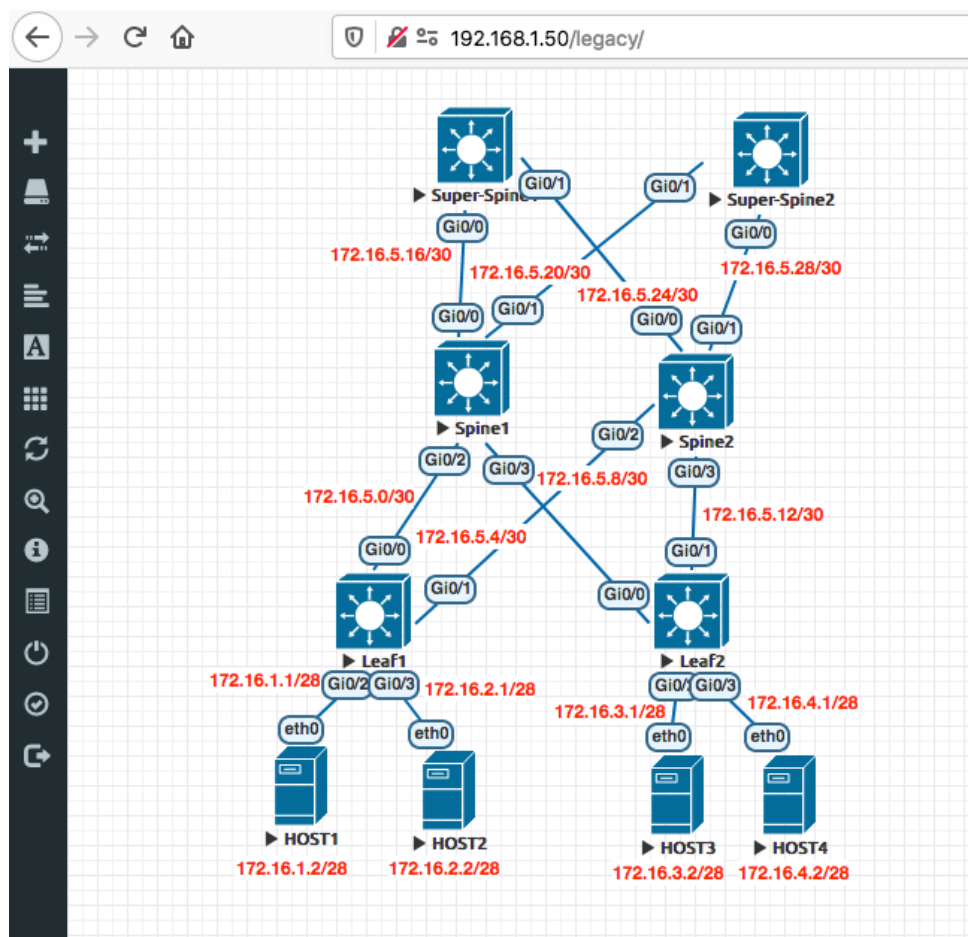 192.168.1.50/legacy/
Gi0/1
Gi0/1
Super-Spine1
Super-Spine2
Gi0/0
Gi0/0
172.16.5.16/30
172.16.5.20/30
172.16.5.28/30
172.16.5.24/30
Gi0/0
Gi0/1
Gi0/0
Gi0/1
Spine1
Spine2
Gi0/2
Gi0/3
Gi0/2
Gi0/3
172.16.5.0/30
172.16.5.8/30
172.16.5.4/30
172.16.5.12/30
Gi0/0
Gi0/1
Gi0/0
Gi0/1
Leaf1
Leaf2
172.16.1.1/28
Gi0/2
Gi0/3
172.16.2.1/28
172.16.3.1/28
Gi0/2
Gi0/3
172.16.4.1/28
eth0
eth0
eth0
eth0
HOST1
HOST2
HOST3
HOST4
172.16.1.2/28
172.16.2.2/28
172.16.3.2/28
172.16.4.2/28